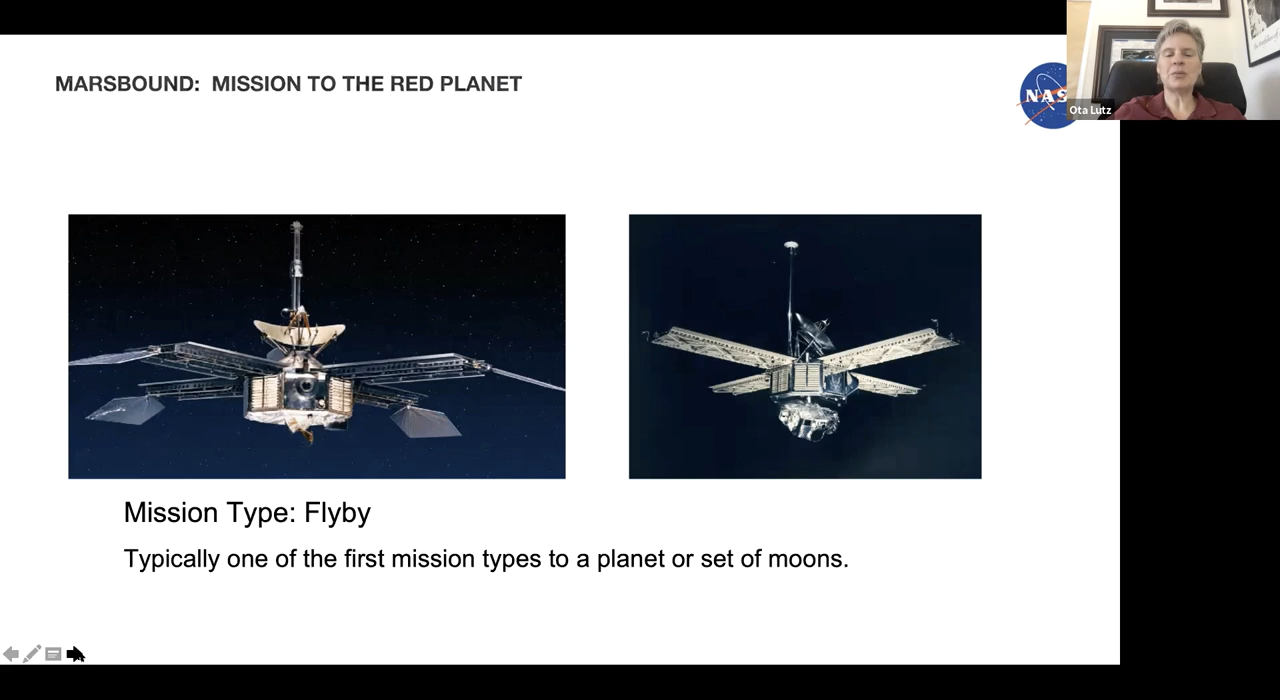 MARSBOUND: MISSION TO THE RED PLANET
NAS
Ota Lutz
Mission Type: Flyby
Typically one of the first mission types to a planet or set of moons.